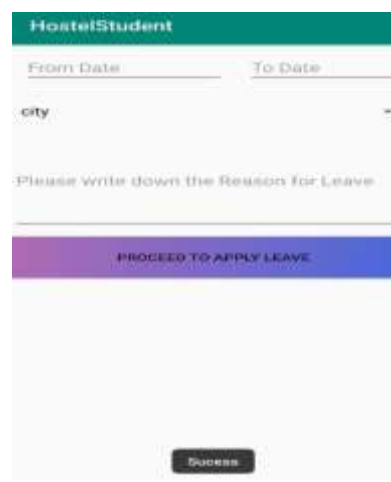 HostelStudent
From Date To Date
city
Please write down the Reason for Leave
PROCEED TO APPLY LEAVE
Sucess